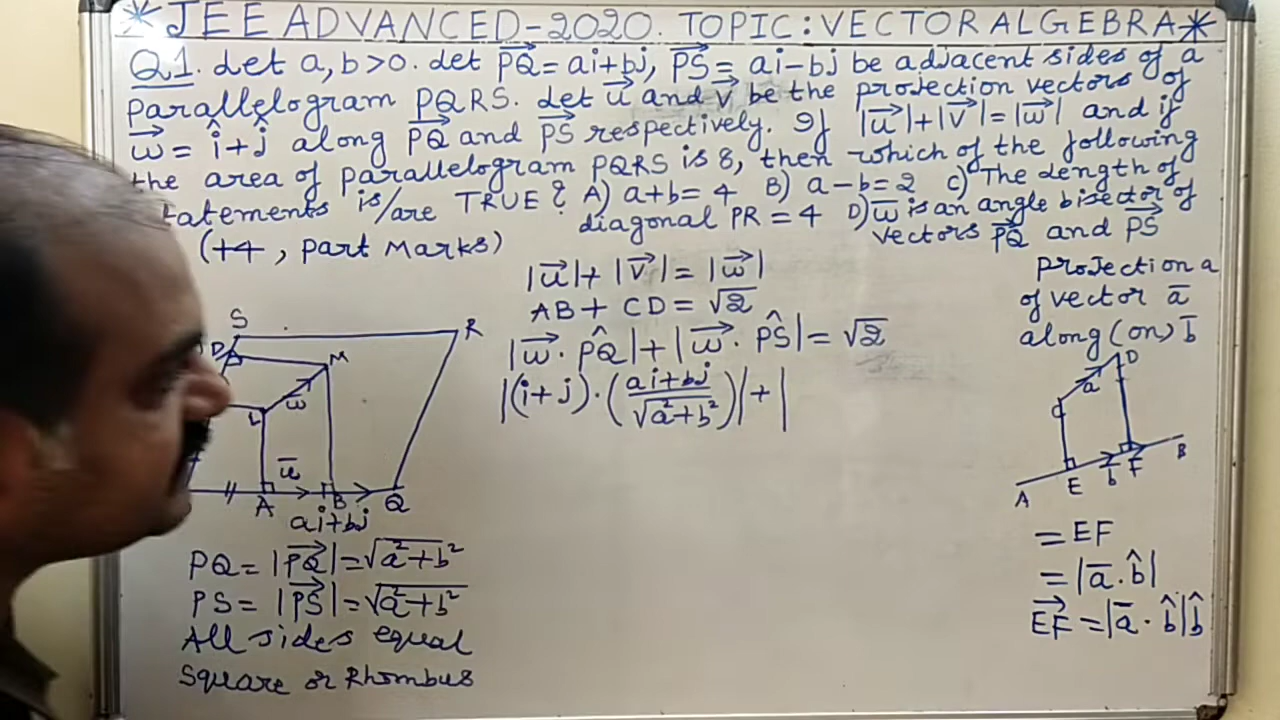 *JEE ADVANCED-2020. TOPIC: VECTOR ALGEBRA*
Q1. Let a, b >0. Let PQ⃗ = ai+bj, PS⃗ = ai-bj be adjacent sides of a
parallelogram PQRS. Let u⃗ and v⃗ be the projection vectors of
w⃗ = î+ĵ along PQ⃗ and PS⃗ respectively. If |u⃗|+|v⃗|=|w⃗| and if
the area of parallelogram PQRS is 8, then which of the following
tatements is/are TRUE? A) a+b=4 B) a-b=2 C) The Length of
diagonal PR=4 D) w̅ is an angle bisector of
(+4, part Marks) vectors PQ⃗ and PS⃗
|u⃗|+|v⃗|=|w⃗|
AB+CD=√2
|w⃗·PQ̂|+|w⃗·PŜ|=√2
|(i+j)·(ai+bj/√a²+b²)|+|
S R
D M
L w̅
u̅
A B Q
ai+bj
PQ=|PQ⃗|=√a²+b²
PS=|PS⃗|=√a²+b²
All sides equal
Square or Rhombus
projection a
of vector a̅
along (on) b̅
D
a̅
C
B
A E b̅ F
= EF
= |a̅·b̂|
EF⃗ =|a̅·b̂|b̂